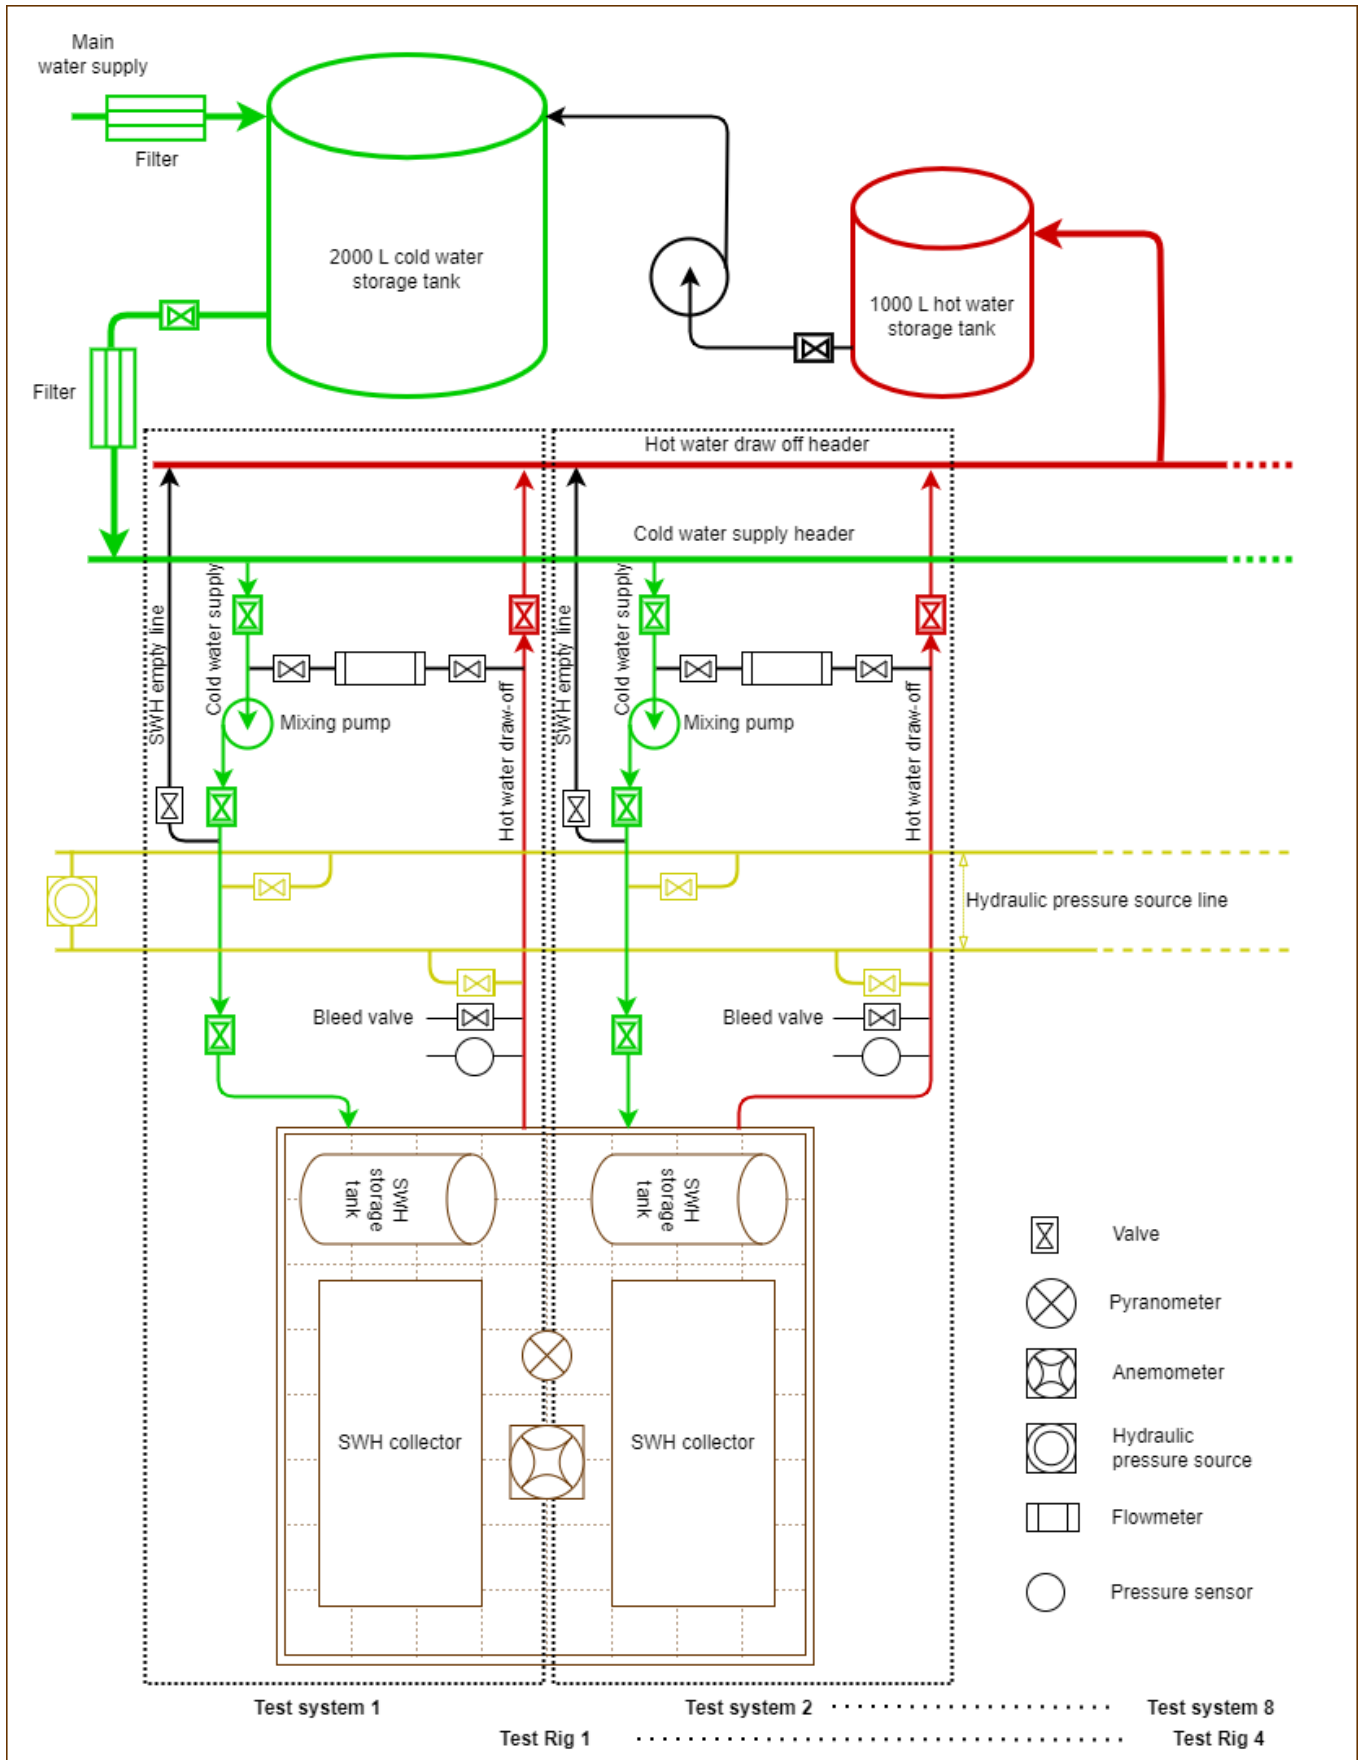 Main
water supply
Filter
2000 L cold water
storage tank
1000 L hot water
storage tank
Filter
Hot water draw off header
Cold water supply header
SWH empty line
Cold water supply
Mixing pump
Hot water draw-off
SWH empty line
Cold water supply
Mixing pump
Hot water draw-off
Hydraulic pressure source line
Bleed valve
Bleed valve
SWH
storage
tank
SWH
storage
tank
SWH collector
SWH collector
Valve
Pyranometer
Anemometer
Hydraulic
pressure source
Flowmeter
Pressure sensor
Test system 1
Test system 2
Test system 8
Test Rig 1
Test Rig 4